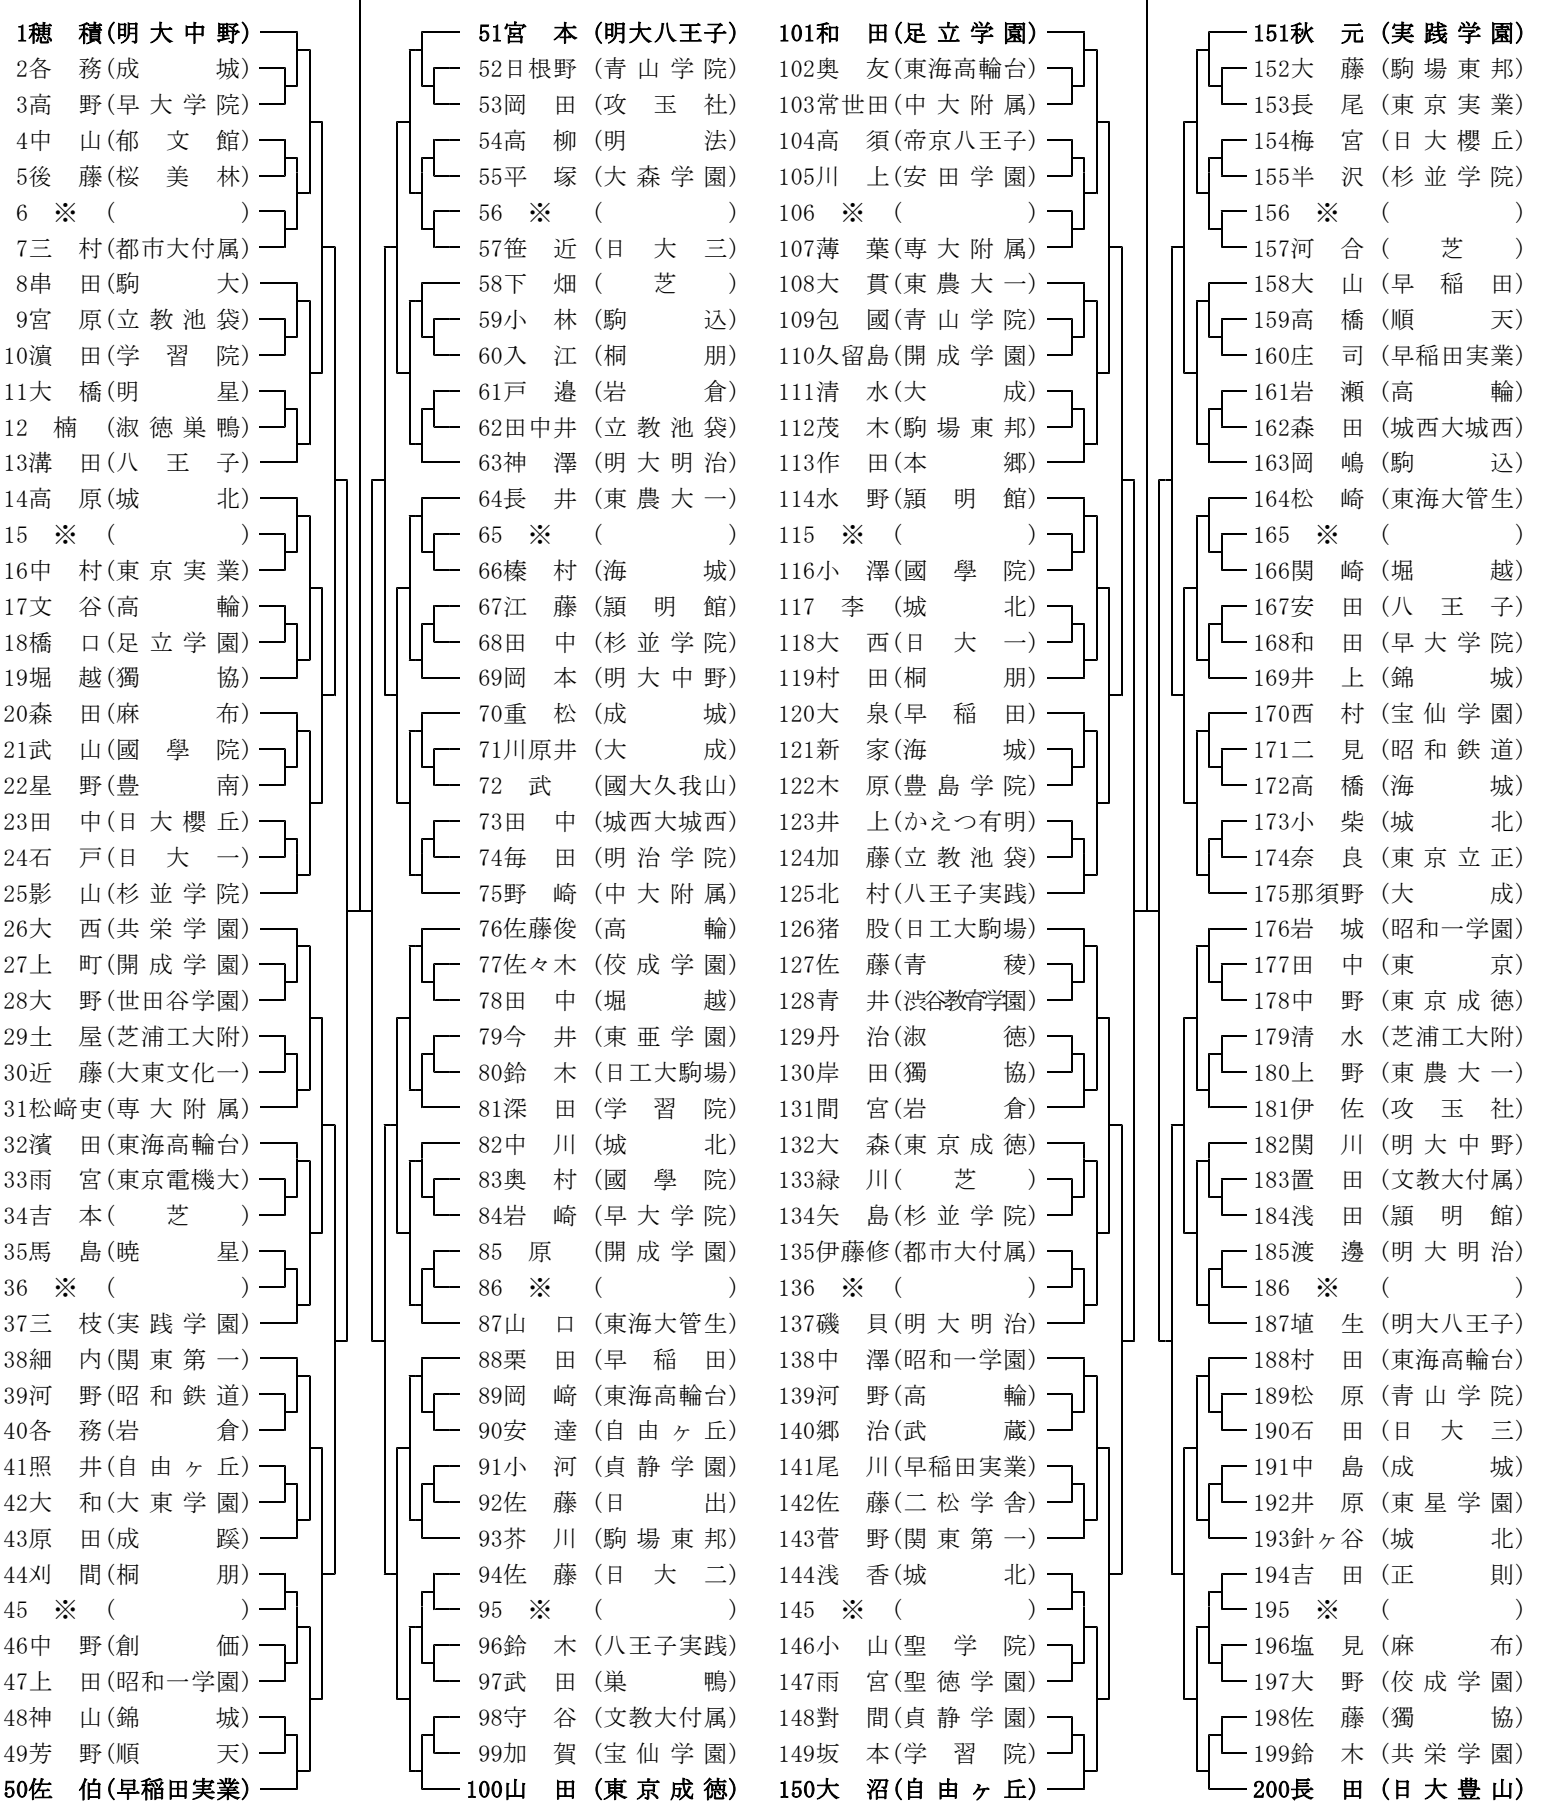 1穂　積(明大中野)
2各　務(成　城)
3高　野(早大学院)
4中　山(郁文館)
5後　藤(桜美林)
6　※　(　)
7三　村(都市大付属)
8串　田(駒　大)
9宮　原(立教池袋)
10濵　田(学習院)
11大　橋(明　星)
12　楠　(淑徳巣鴨)
13溝　田(八王子)
14高　原(城　北)
15　※　(　)
16中　村(東京実業)
17文　谷(高　輪)
18橋　口(足立学園)
19堀　越(獨　協)
20森　田(麻　布)
21武　山(國學院)
22星　野(豊　南)
23田　中(日大櫻丘)
24石　戸(日大一)
25影　山(杉並学院)
26大　西(共栄学園)
27上　町(開成学園)
28大　野(世田谷学園)
29土　屋(芝浦工大附)
30近　藤(大東文化一)
31松﨑吏(専大附属)
32濱　田(東海高輪台)
33雨　宮(東京電機大)
34吉　本(芝)
35馬　島(暁　星)
36　※　(　)
37三　枝(実践学園)
38細　内(関東第一)
39河　野(昭和鉄道)
40各　務(岩　倉)
41照　井(自由ヶ丘)
42大　和(大東学園)
43原　田(成　蹊)
44刈　間(桐　朋)
45　※　(　)
46中　野(創　価)
47上　田(昭和一学園)
48神　山(錦　城)
49芳　野(順　天)
50佐　伯(早稲田実業)
51宮　本(明大八王子)
52日根野(青山学院)
53岡　田(攻玉社)
54高　柳(明　法)
55平　塚(大森学園)
56　※　(　)
57笹　近(日大三)
58下　畑(芝)
59小　林(駒　込)
60入　江(桐　朋)
61戸　邉(岩　倉)
62田中井(立教池袋)
63神　澤(明大明治)
64長　井(東農大一)
65　※　(　)
66榛　村(海　城)
67江　藤(頴明館)
68田　中(杉並学院)
69岡　本(明大中野)
70重　松(成　城)
71川原井(大　成)
72　武　(國大久我山)
73田　中(城西大城西)
74毎　田(明治学院)
75野　崎(中大附属)
76佐藤俊(高　輪)
77佐々木(佼成学園)
78田　中(堀　越)
79今　井(東亜学園)
80鈴　木(日工大駒場)
81深　田(学習院)
82中　川(城　北)
83奥　村(國學院)
84岩　崎(早大学院)
85　原　(開成学園)
86　※　(　)
87山　口(東海大管生)
88栗　田(早稲田)
89岡　﨑(東海高輪台)
90安　達(自由ヶ丘)
91小　河(貞静学園)
92佐　藤(日　出)
93芥　川(駒場東邦)
94佐　藤(日大二)
95　※　(　)
96鈴　木(八王子実践)
97武　田(巣　鴨)
98守　谷(文教大付属)
99加　賀(宝仙学園)
100山　田(東京成徳)
101和　田(足立学園)
102奥　友(東海高輪台)
103常世田(中大附属)
104高　須(帝京八王子)
105川　上(安田学園)
106　※　(　)
107薄　葉(専大附属)
108大　貫(東農大一)
109包　國(青山学院)
110久留島(開成学園)
111清　水(大　成)
112茂　木(駒場東邦)
113作　田(本　郷)
114水　野(頴明館)
115　※　(　)
116小　澤(國學院)
117　李　(城　北)
118大　西(日大一)
119村　田(桐　朋)
120大　泉(早稲田)
121新　家(海　城)
122木　原(豊島学院)
123井　上(かえつ有明)
124加　藤(立教池袋)
125北　村(八王子実践)
126猪　股(日工大駒場)
127佐　藤(青　稜)
128青　井(渋谷教育学園)
129丹　治(淑　徳)
130岸　田(獨　協)
131間　宮(岩　倉)
132大　森(東京成徳)
133緑　川(芝)
134矢　島(杉並学院)
135伊藤修(都市大付属)
136　※　(　)
137磯　貝(明大明治)
138中　澤(昭和一学園)
139河　野(高　輪)
140郷　治(武　蔵)
141尾　川(早稲田実業)
142佐　藤(二松学舎)
143菅　野(関東第一)
144浅　香(城　北)
145　※　(　)
146小　山(聖学院)
147雨　宮(聖徳学園)
148對　間(貞静学園)
149坂　本(学習院)
150大　沼(自由ヶ丘)
151秋　元(実践学園)
152大　藤(駒場東邦)
153長　尾(東京実業)
154梅　宮(日大櫻丘)
155半　沢(杉並学院)
156　※　(　)
157河　合(芝)
158大　山(早稲田)
159高　橋(順　天)
160庄　司(早稲田実業)
161岩　瀬(高　輪)
162森　田(城西大城西)
163岡　嶋(駒　込)
164松　崎(東海大管生)
165　※　(　)
166関　崎(堀　越)
167安　田(八王子)
168和　田(早大学院)
169井　上(錦　城)
170西　村(宝仙学園)
171二　見(昭和鉄道)
172高　橋(海　城)
173小　柴(城　北)
174奈　良(東京立正)
175那須野(大　成)
176岩　城(昭和一学園)
177田　中(東　京)
178中　野(東京成徳)
179清　水(芝浦工大附)
180上　野(東農大一)
181伊　佐(攻玉社)
182関　川(明大中野)
183置　田(文教大付属)
184浅　田(頴明館)
185渡　邊(明大明治)
186　※　(　)
187埴　生(明大八王子)
188村　田(東海高輪台)
189松　原(青山学院)
190石　田(日大三)
191中　島(成　城)
192井　原(東星学園)
193針ヶ谷(城　北)
194吉　田(正　則)
195　※　(　)
196塩　見(麻　布)
197大　野(佼成学園)
198佐　藤(獨　協)
199鈴　木(共栄学園)
200長　田(日大豊山)